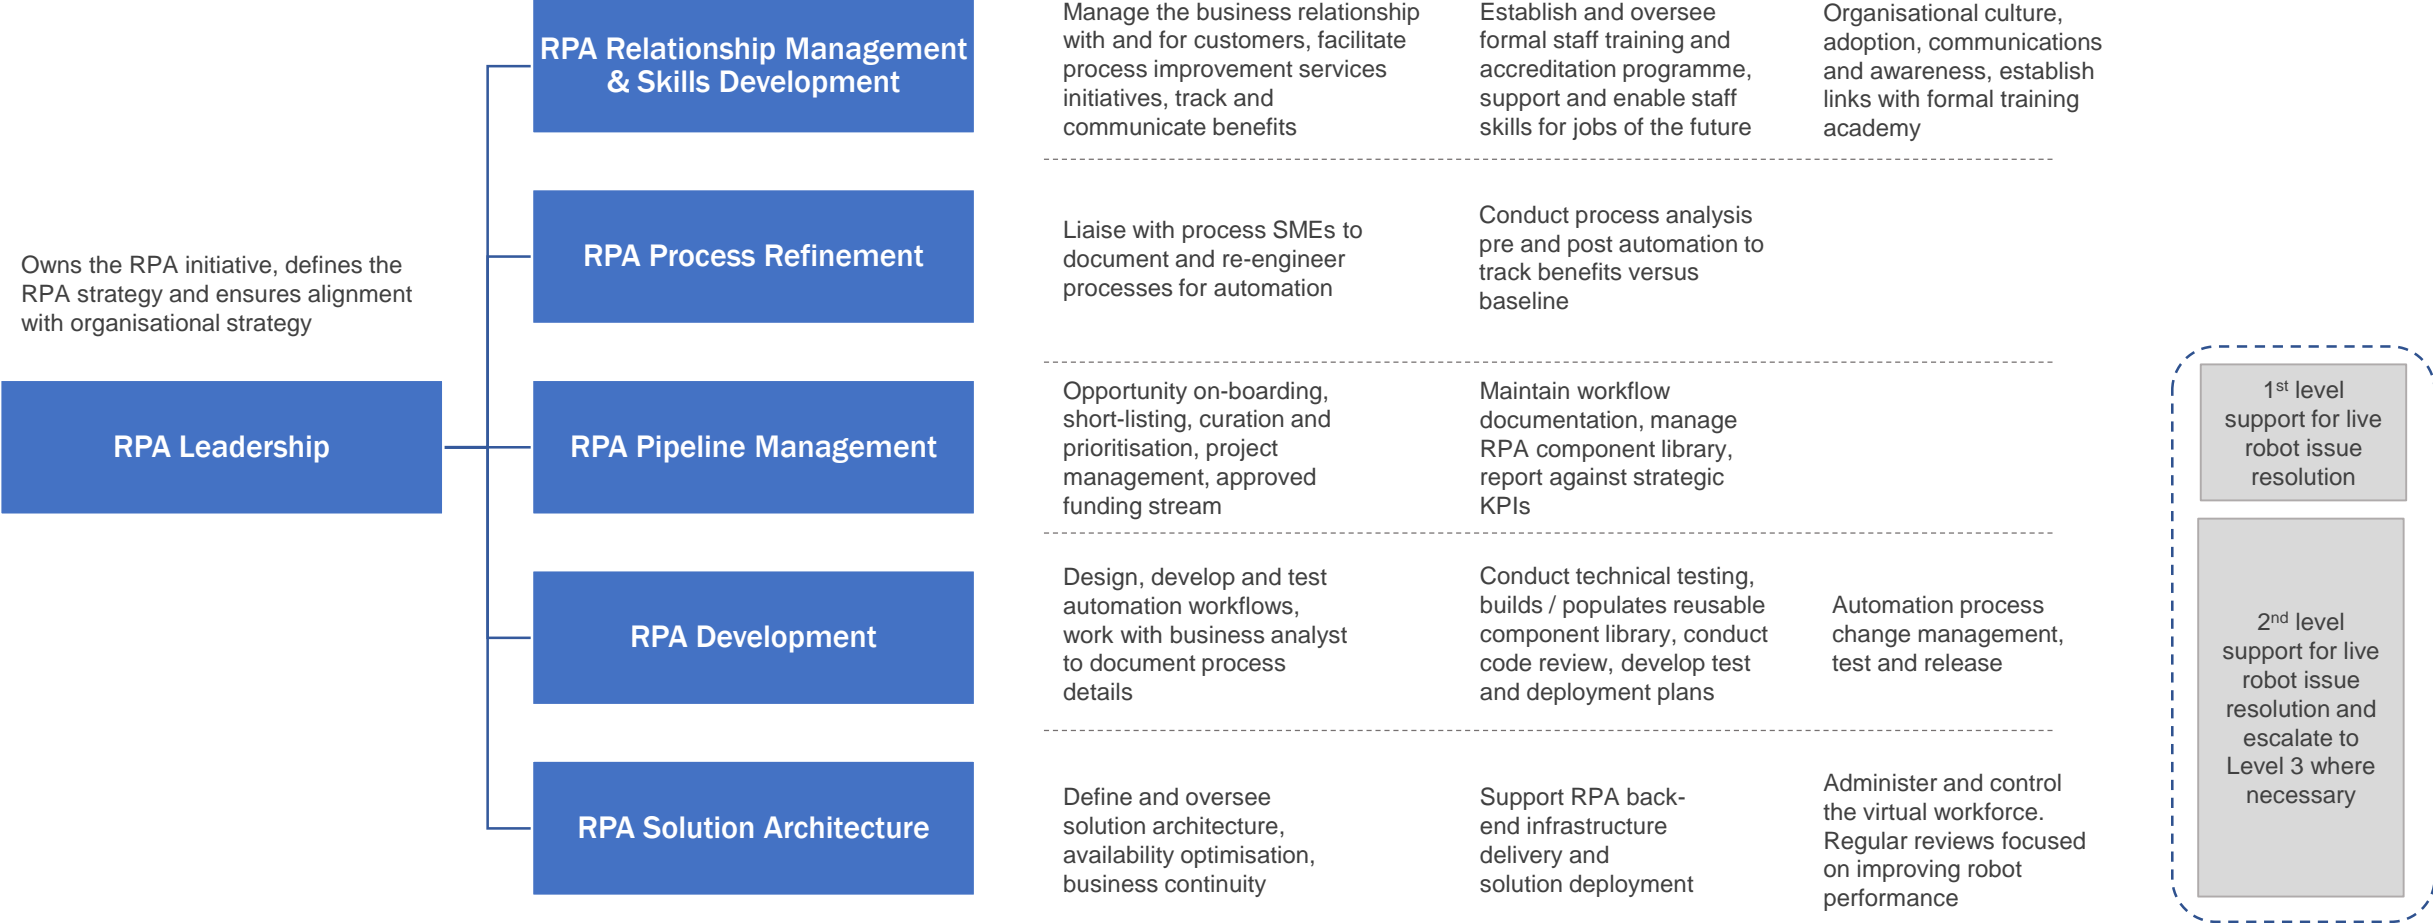 RPA Relationship Management
& Skills Development
Manage the business relationship
with and for customers, facilitate
process improvement services
initiatives, track and
communicate benefits
Establish and oversee
formal staff training and
accreditation programme,
support and enable staff
skills for jobs of the future
Organisational culture,
adoption, communications
and awareness, establish
links with formal training
academy
Owns the RPA initiative, defines the
RPA strategy and ensures alignment
with organisational strategy
RPA Leadership
RPA Process Refinement
Liaise with process SMEs to
document and re-engineer
processes for automation
Conduct process analysis
pre and post automation to
track benefits versus
baseline
RPA Pipeline Management
Opportunity on-boarding,
short-listing, curation and
prioritisation, project
management, approved
funding stream
Maintain workflow
documentation, manage
RPA component library,
report against strategic
KPIs
1st level
support for live
robot issue
resolution
RPA Development
Design, develop and test
automation workflows,
work with business analyst
to document process
details
Conduct technical testing,
builds / populates reusable
component library, conduct
code review, develop test
and deployment plans
Automation process
change management,
test and release
2nd level
support for live
robot issue
resolution and
escalate to
Level 3 where
necessary
RPA Solution Architecture
Define and oversee
solution architecture,
availability optimisation,
business continuity
Support RPA back-
end infrastructure
delivery and
solution deployment
Administer and control
the virtual workforce.
Regular reviews focused
on improving robot
performance